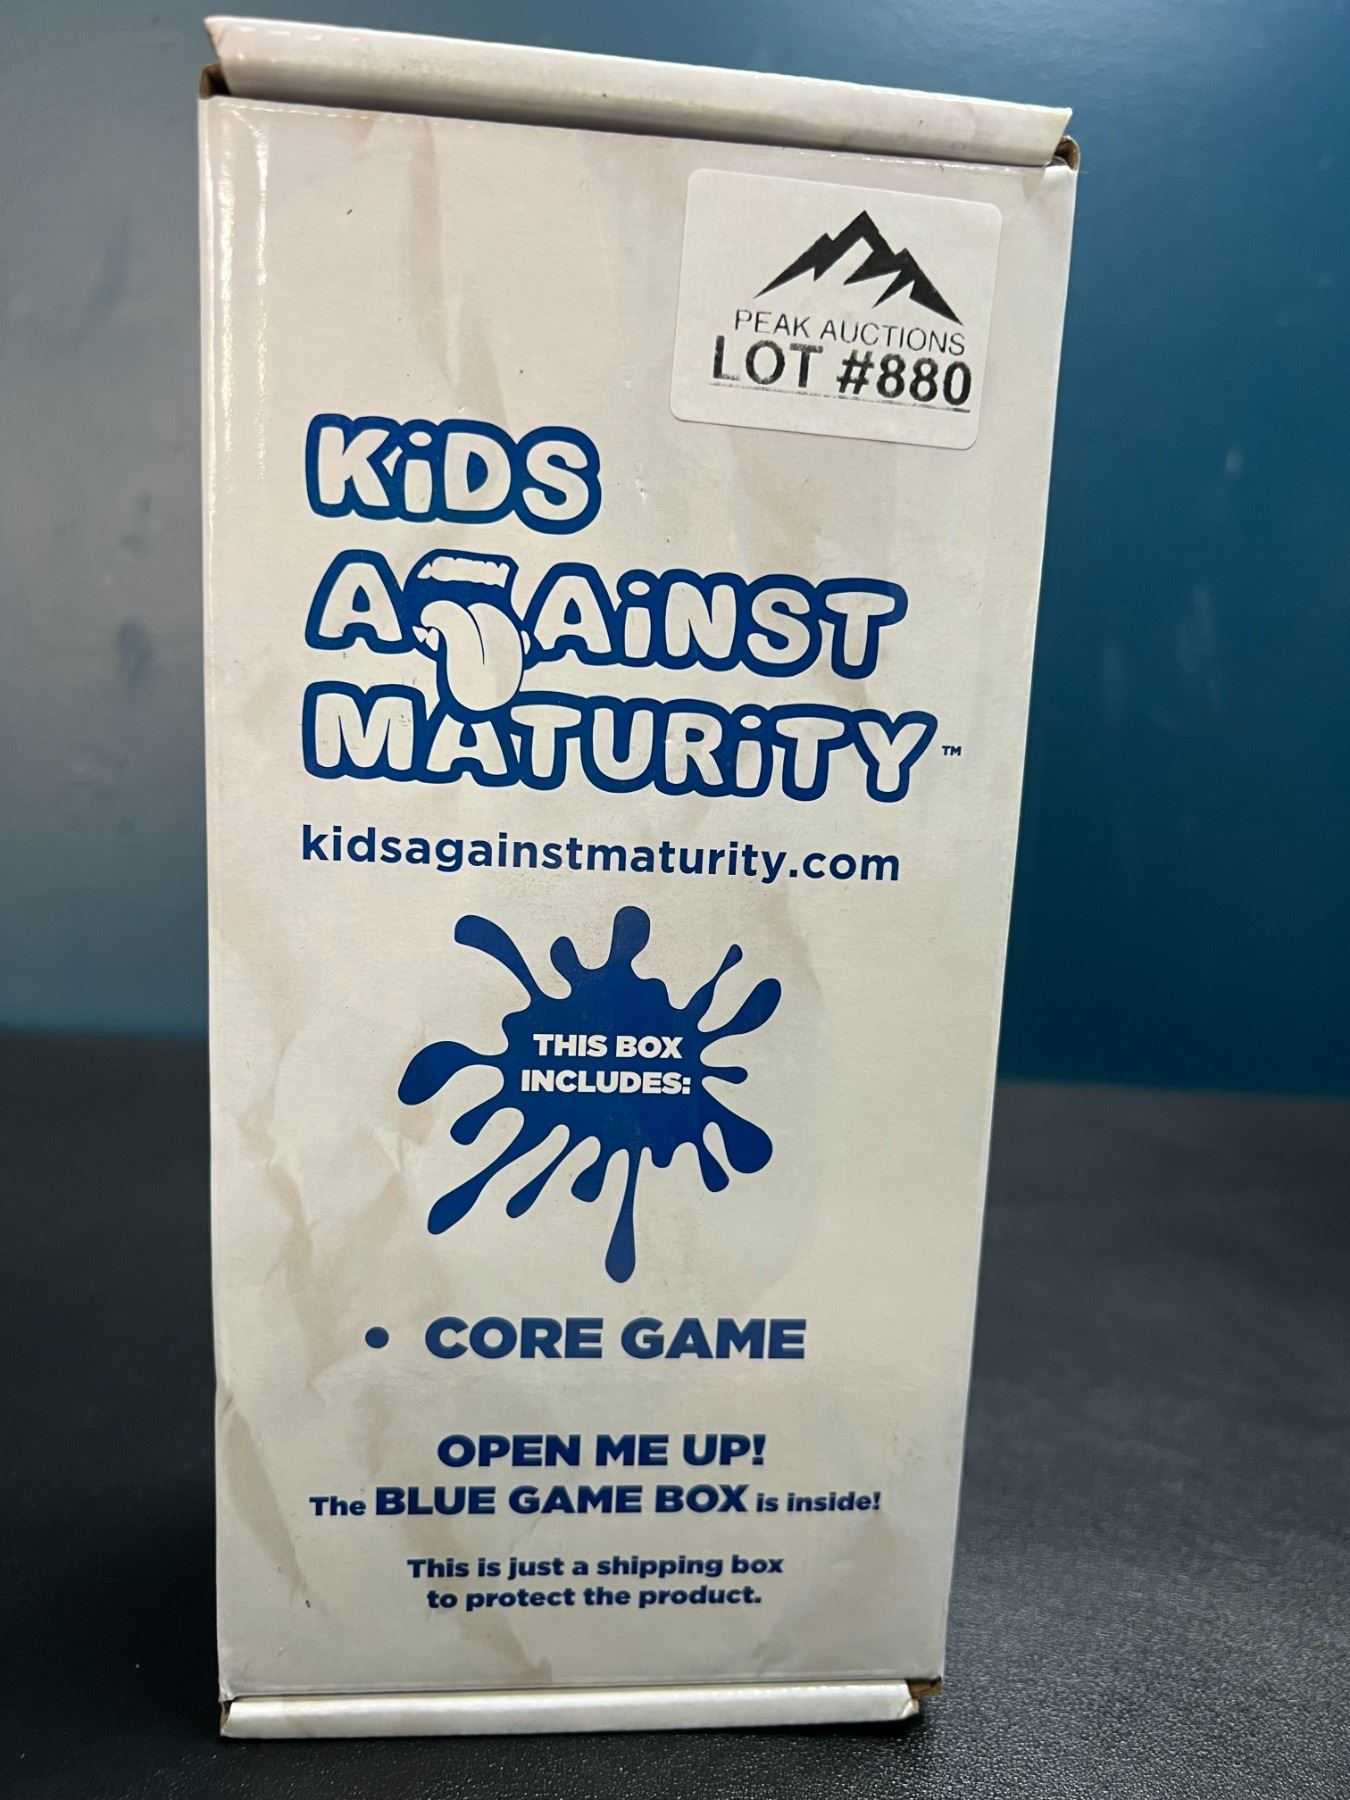 PEAK AUCTIONS
LOT #880
KiDS
AGAiNST
MATURiTY™
kidsagainstmaturity.com
THIS BOX
INCLUDES:
• CORE GAME
OPEN ME UP!
The BLUE GAME BOX is inside!
This is just a shipping box
to protect the product.